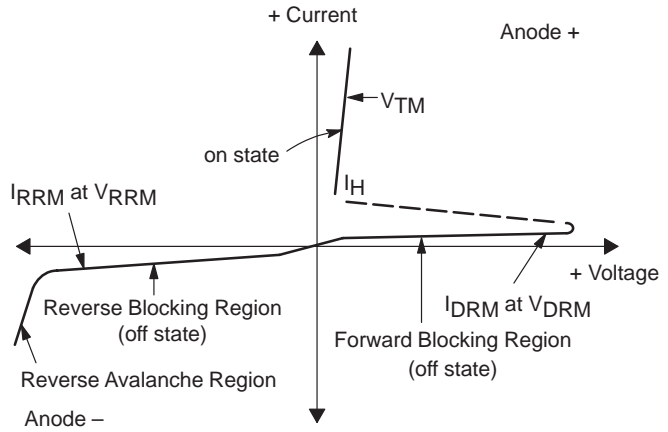 + Current
Anode +
VTM
on state
IH
IRRM at VRRM
+ Voltage
IDRM at VDRM
Reverse Blocking Region
(off state)
Forward Blocking Region
(off state)
Reverse Avalanche Region
Anode –